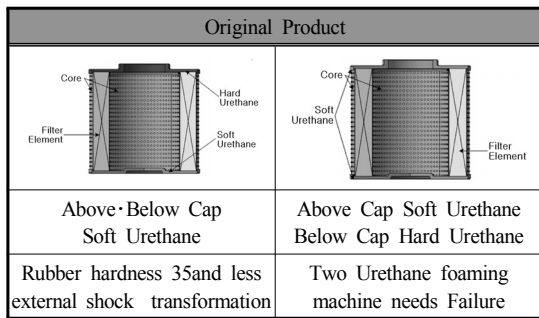 Original Product
Core
Hard
Urethane
Filter
Element
Soft
Urethane
Core
Soft
Urethane
Filter
Element
Above·Below Cap
Soft Urethane
Above Cap Soft Urethane
Below Cap Hard Urethane
Rubber hardness 35and less
external shock transformation
Two Urethane foaming
machine needs Failure